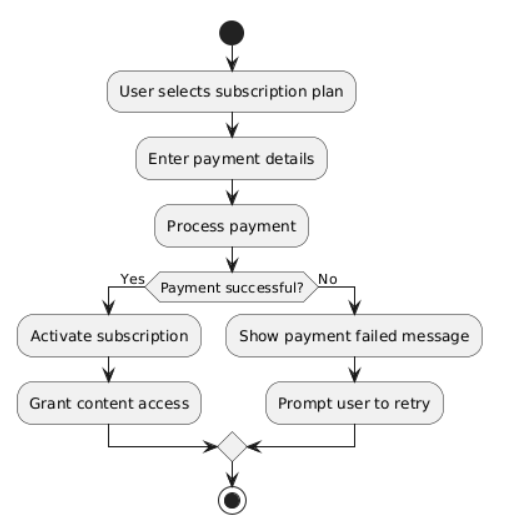 User selects subscription plan
Enter payment details
Process payment
Yes
Payment successful?
No
Activate subscription
Show payment failed message
Grant content access
Prompt user to retry